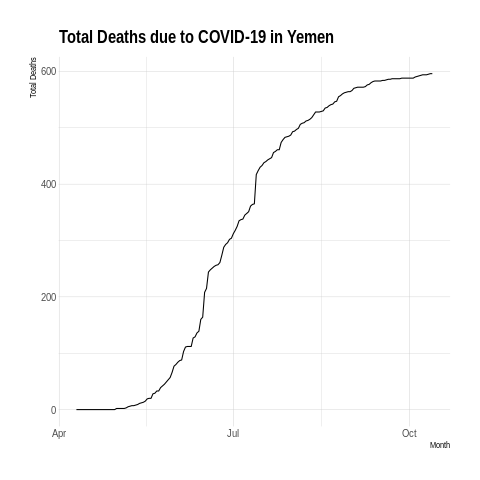 Total Deaths due to COVID-19 in Yemen
Total Deaths
600
400
200
0
Apr
Jul
Oct
Month